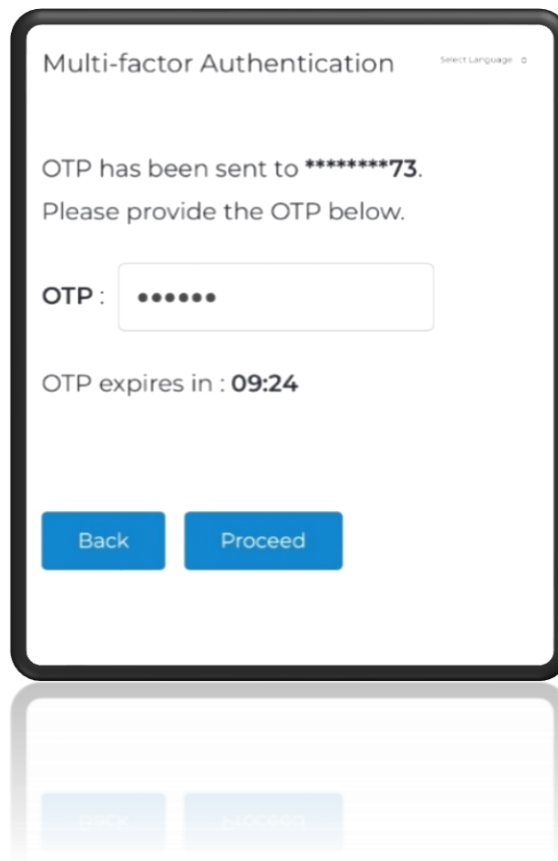 Multi-factor Authentication
Select Language
OTP has been sent to ********73.
Please provide the OTP below.
OTP : ••••••
OTP expires in : 09:24
Back Proceed